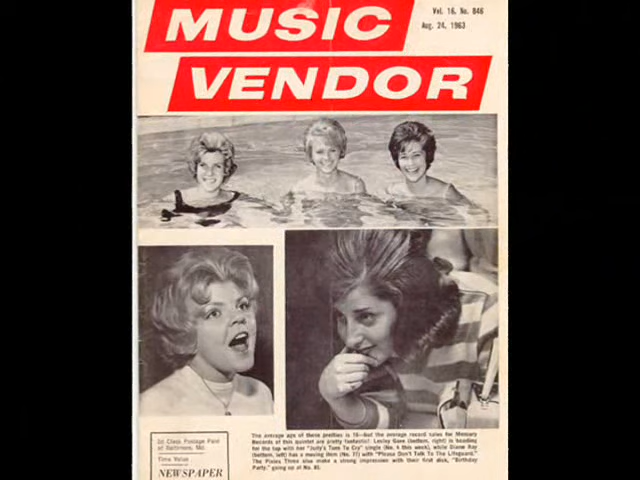 MUSIC
Vol. 16, No. 846
Aug. 24, 1963
VENDOR
The average age of these pretties is 16—but the average record sales for Mercury
Records of this quintet are pretty fantastic! Lesley Gore (bottom, right) is heading
for the top with her "Judy's Turn To Cry" single (No. 4 this week), while Diane Ray
(bottom, left) has a moving item (No. 77) with "Please Don't Talk To The Lifeguard."
The Pixies Three also make a strong impression with their first disk, "Birthday
Party," going up at No. 85.
2d Class Postage Paid
at Baltimore, Md.
Time Value
NEWSPAPER